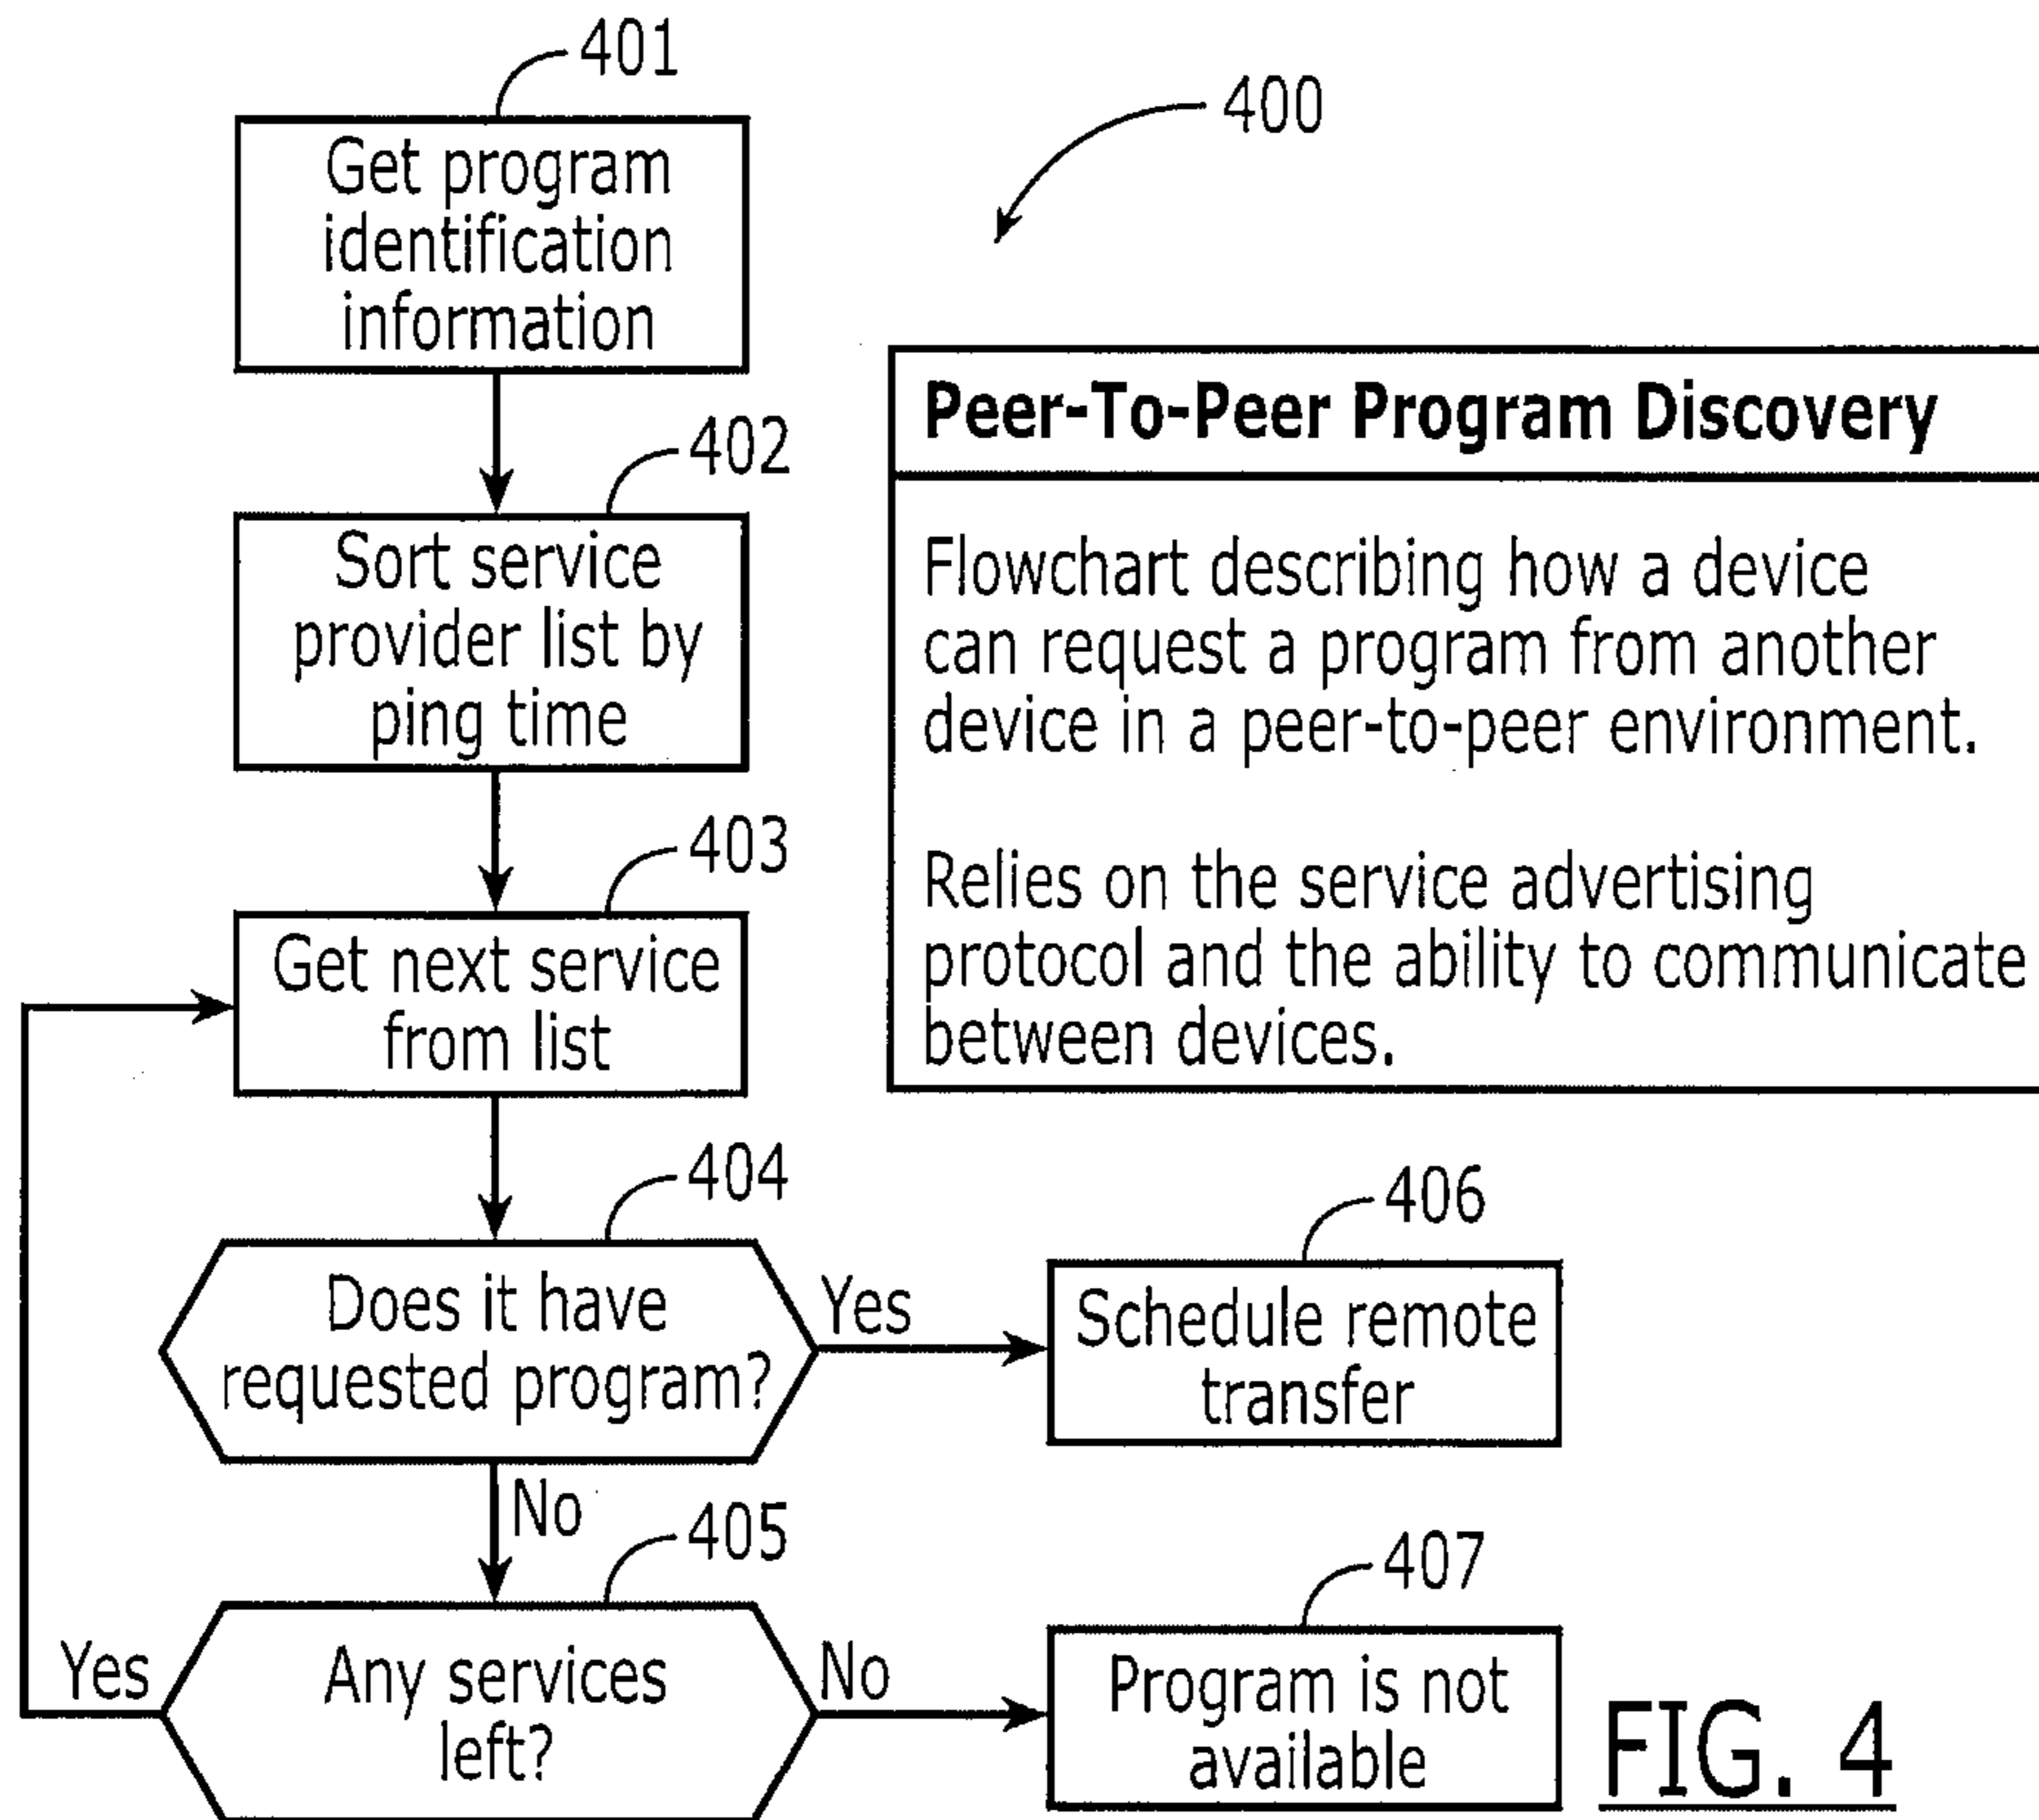 401
400
Get program
identification
information
402
Sort service
provider list by
ping time
403
Get next service
from list
404
Does it have
requested program?
Yes
406
Schedule remote
transfer
No
405
Any services
left?
Yes
No
407
Program is not
available
Peer-To-Peer Program Discovery
Flowchart describing how a device
can request a program from another
device in a peer-to-peer environment.
Relies on the service advertising
protocol and the ability to communicate
between devices.
FIG. 4